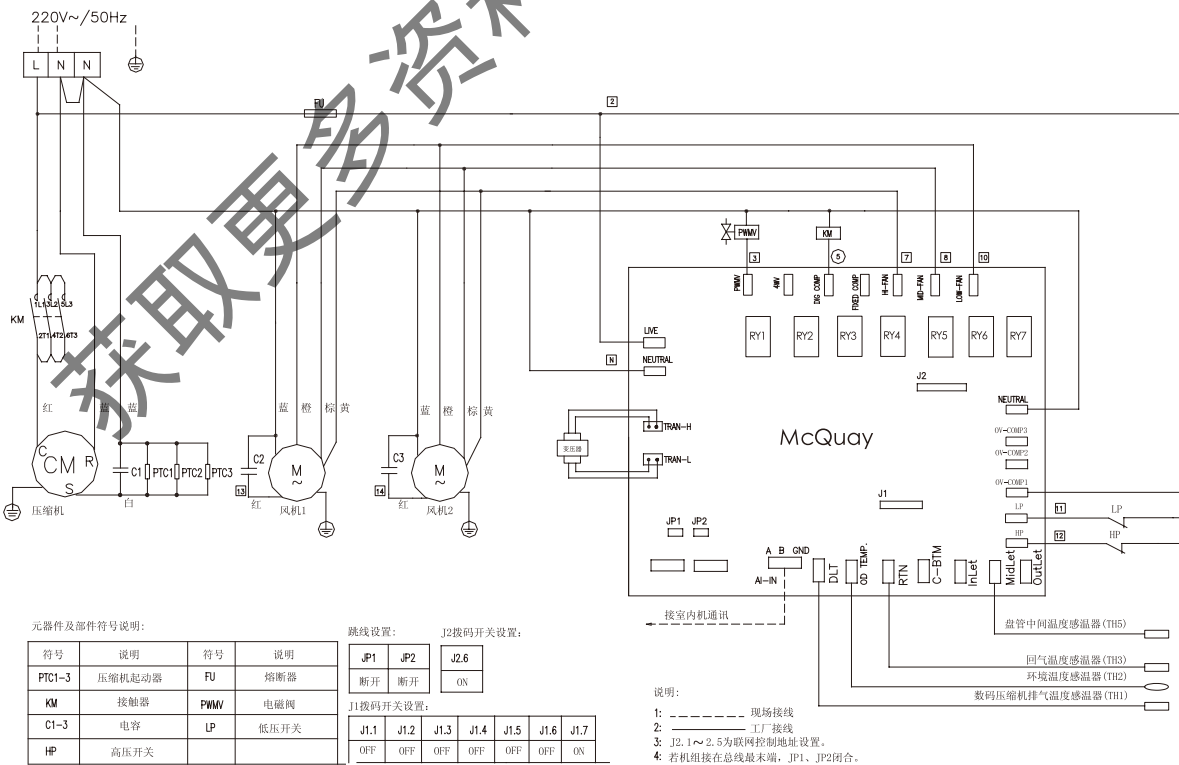 220V~/50Hz
L N N
FU
2
获取更多资料
PWMV
KM
3
5
7
8
10
PWMV
4WV
DIG COMP
FIXED COMP
HI-FAN
MID-FAN
LOW-FAN
1L1 3L2 5L3
KM
2T1 4T2 6T3
LIVE
N
NEUTRAL
RY1 RY2 RY3 RY4 RY5 RY6 RY7
J2
NEUTRAL
红 蓝 蓝
蓝 橙 棕 黄
蓝 橙 棕 黄
TRAN-H
变压器
TRAN-L
McQuay
OV-COMP3
OV-COMP2
OV-COMP1
C CM R
S
C1 PTC1 PTC2 PTC3
C2
M
~
C3
M
~
13
14
压缩机
白
红
风机1
红
风机2
J1
LP
11
LP
HP
12
HP
JP1 JP2
A B GND
AI-IN
DLT
OD TEMP.
RTN
C-BTM
InLet
MidLet
OutLet
接室内机通讯
盘管中间温度感温器(TH5)
回气温度感温器(TH3)
环境温度感温器(TH2)
数码压缩机排气温度感温器(TH1)
元器件及部件符号说明:
符号 说明 符号 说明
PTC1-3 压缩机起动器 FU 熔断器
KM 接触器 PWMV 电磁阀
C1-3 电容 LP 低压开关
HP 高压开关
跳线设置:
JP1 JP2
断开 断开
J2拨码开关设置:
J2.6
ON
J1拨码开关设置:
J1.1 J1.2 J1.3 J1.4 J1.5 J1.6 J1.7
OFF OFF OFF OFF OFF OFF ON
说明:
1: 现场接线
2: 工厂接线
3: J2.1~2.5为联网控制地址设置。
4: 若机组接在总线最末端，JP1、JP2闭合。